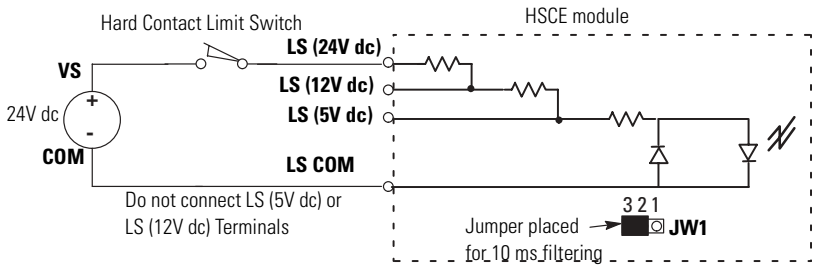 Hard Contact Limit Switch
HSCE module
LS (24V dc)
VS
LS (12V dc)
+
24V dc
LS (5V dc)
-
COM
LS COM
Do not connect LS (5V dc) or
LS (12V dc) Terminals
3 2 1
Jumper placed
for 10 ms filtering
JW1